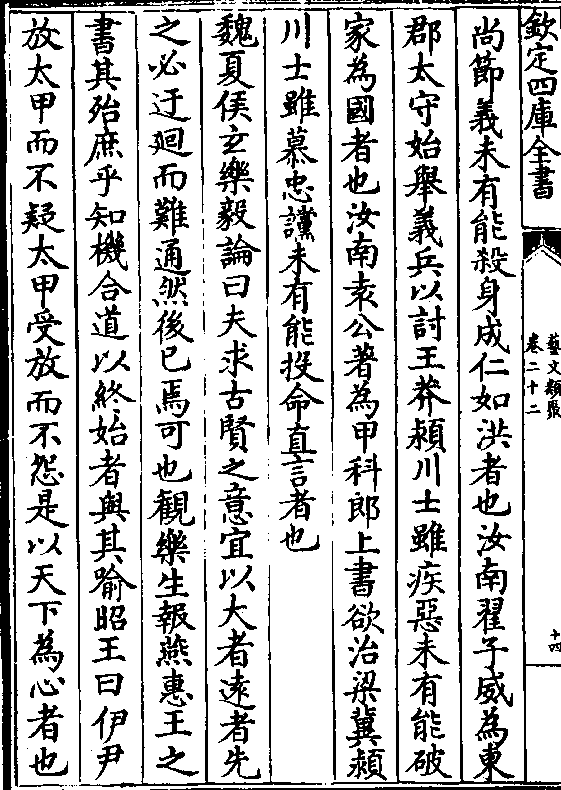 欽定四庫全書
藝文類聚
卷二十二
十四
尚節義未有能殺身成仁如洪者也汝南翟子威為東
郡太守始舉義兵以討王莽頴川士雖疾惡未有能破
家為國者也汝南袁公著為甲科郎上書欲治梁冀頴
川士雖慕忠讜未有能投命直言者也
魏夏侯玄樂毅論曰夫求古賢之意宜以大者逺者先
之必迂廻而難通然後已焉可也觀樂生報燕惠王之
書其殆庶乎知機合道以終始者與其喻昭王曰伊尹
放太甲而不疑太甲受放而不怨是以天下為心者也